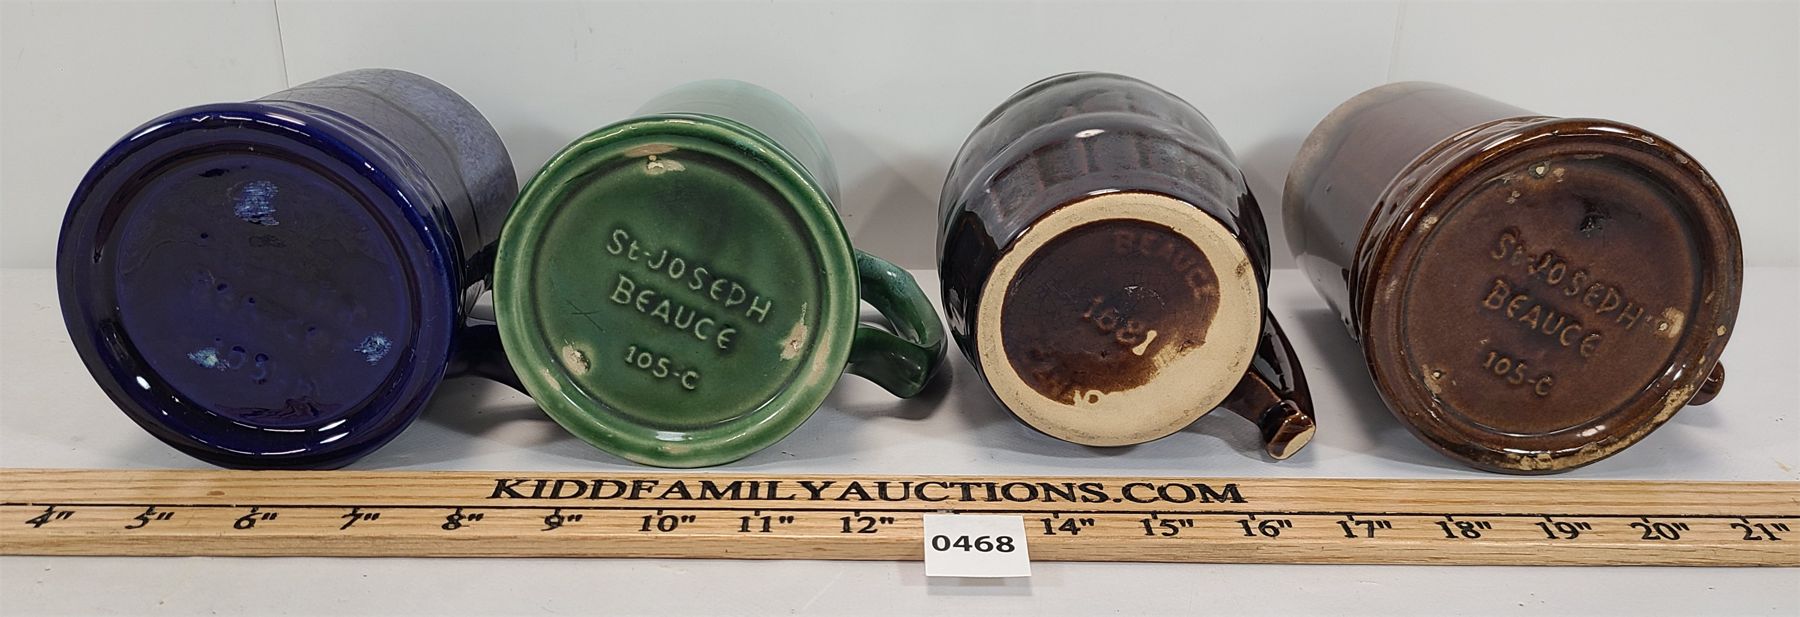 St-JOSEPH
BEAUCE
105-C
BEAUCE
1681
St-JOSEPH
BEAUCE
105-C
KIDDFAMILYAUCTIONS.COM
4" 5" 6" 7" 8" 9" 10" 11" 12" 14" 15" 16" 17" 18" 19" 20" 21"
0468